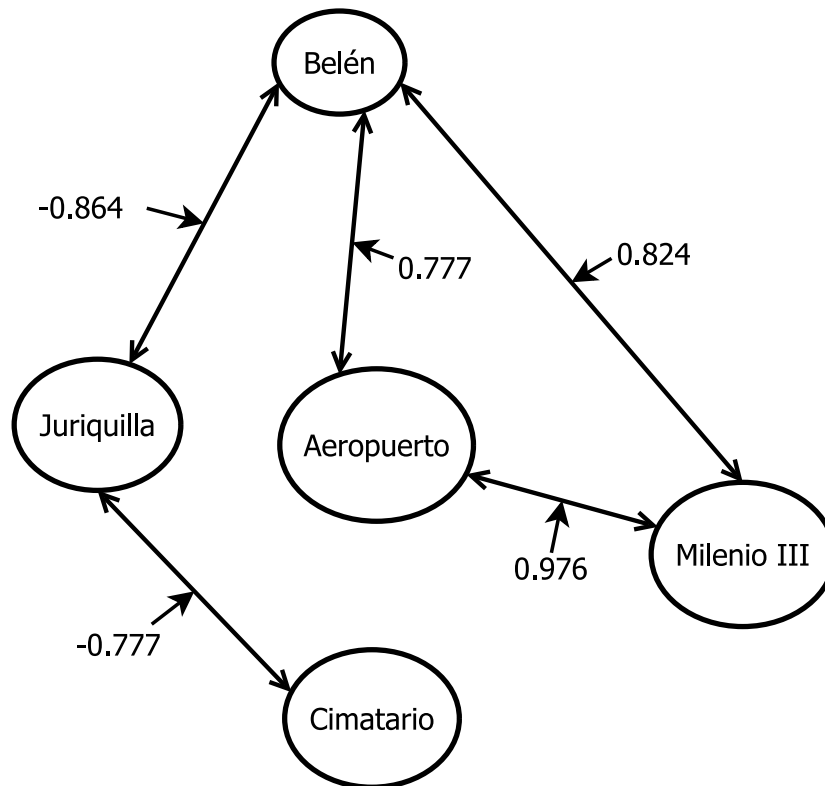 Belén
-0.864
0.777
0.824
Juriquilla
Aeropuerto
Milenio III
0.976
-0.777
Cimatario